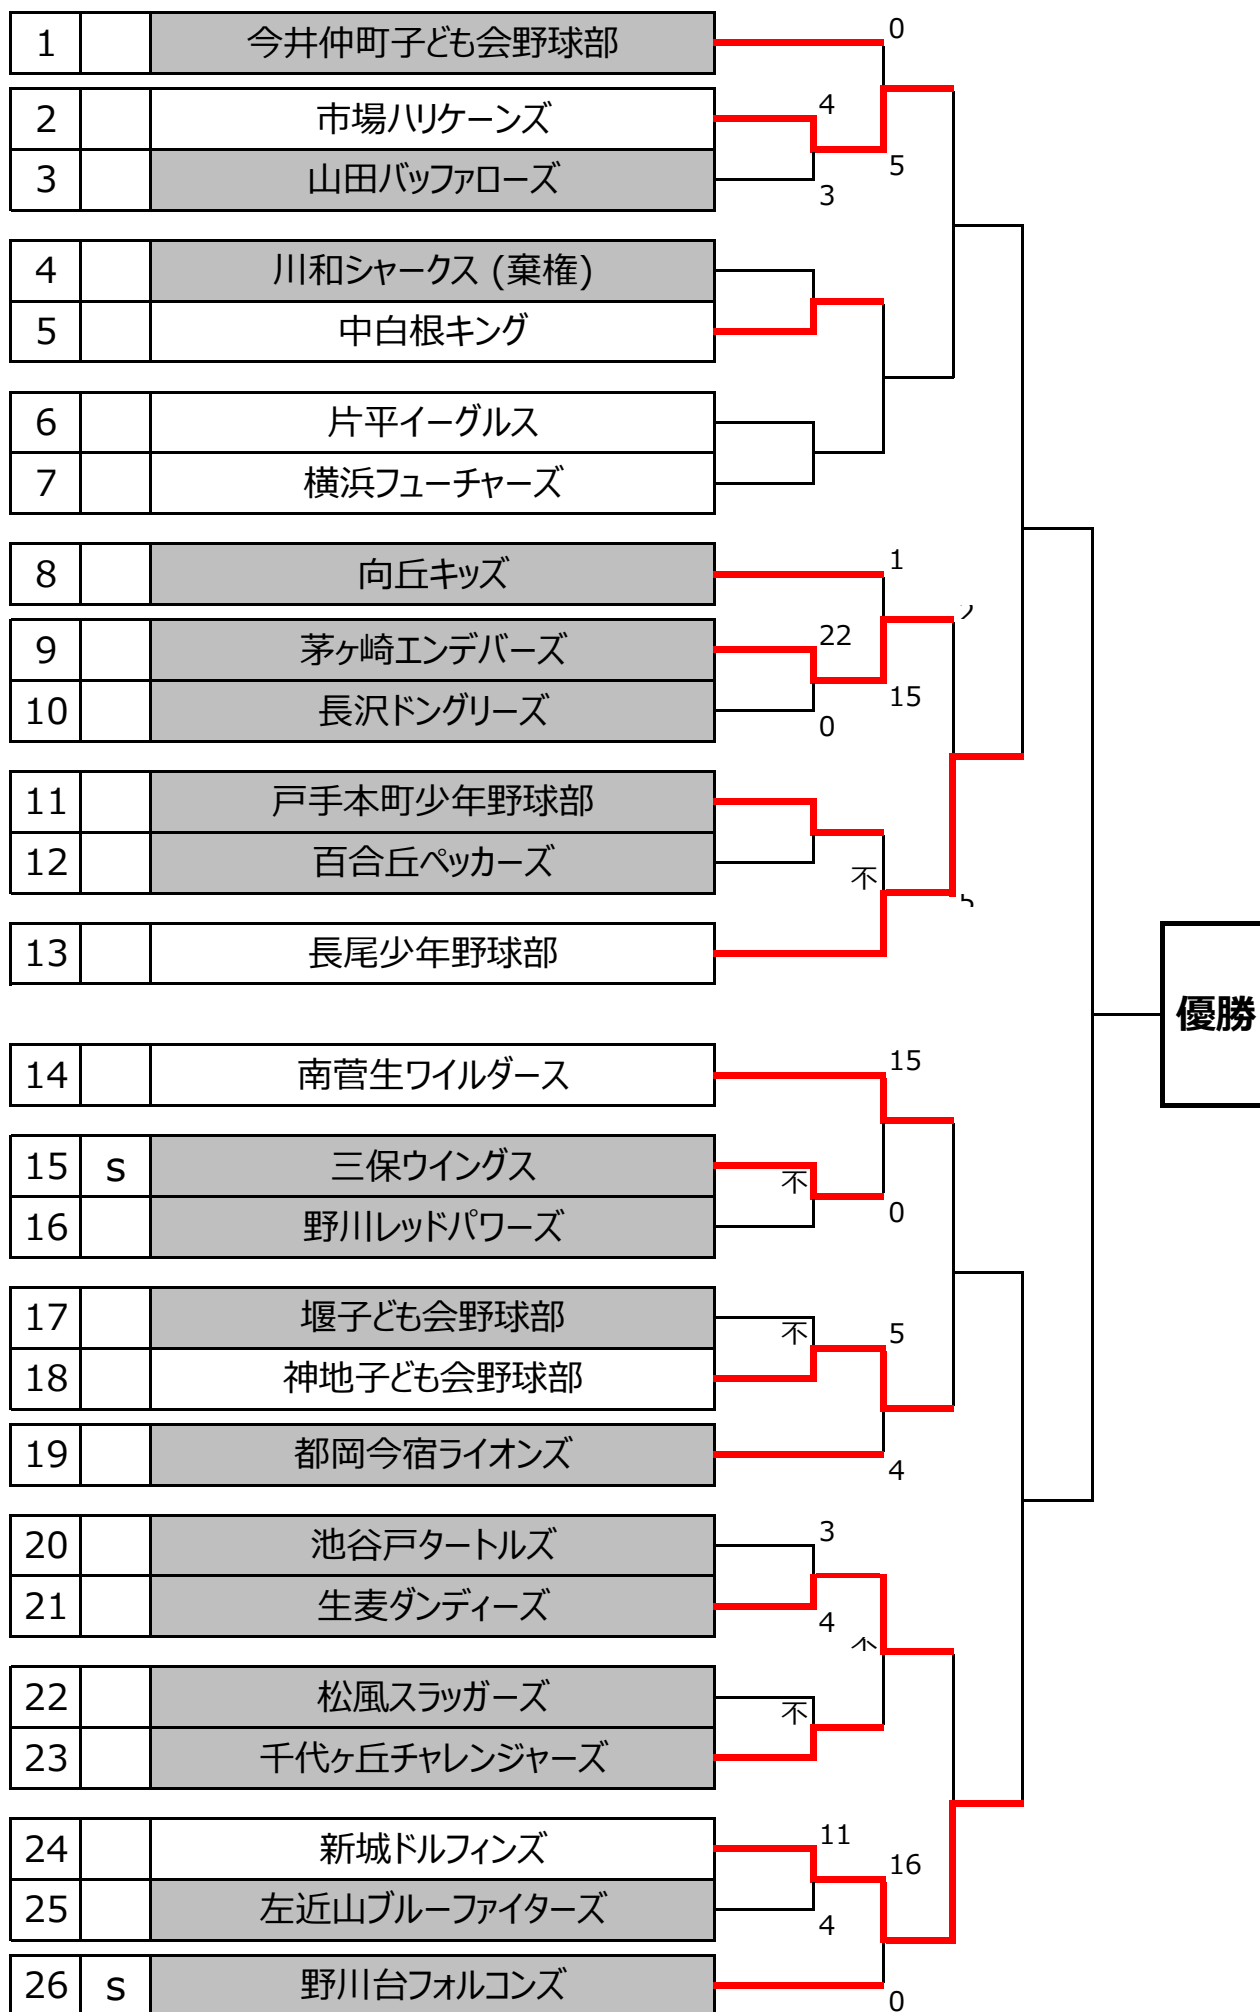 0
1 今井仲町子ども会野球部
4
2 市場ハリケーンズ
5
3 山田バッファローズ
3
4 川和シャークス (棄権)
5 中白根キング
6 片平イーグルス
7 横浜フューチャーズ
1
8 向丘キッズ
22
9 茅ヶ崎エンデバーズ
15
10 長沢ドングリーズ
0
11 戸手本町少年野球部
12 百合丘ペッカーズ
不
13 長尾少年野球部
優勝
15
14 南菅生ワイルダース
15 s 三保ウイングス
不
0
16 野川レッドパワーズ
17 堰子ども会野球部
不
5
18 神地子ども会野球部
19 都岡今宿ライオンズ
4
3
20 池谷戸タートルズ
21 生麦ダンディーズ
4
22 松風スラッガーズ
不
23 千代ヶ丘チャレンジャーズ
11
24 新城ドルフィンズ
16
25 左近山ブルーファイターズ
4
26 s 野川台フォルコンズ
0